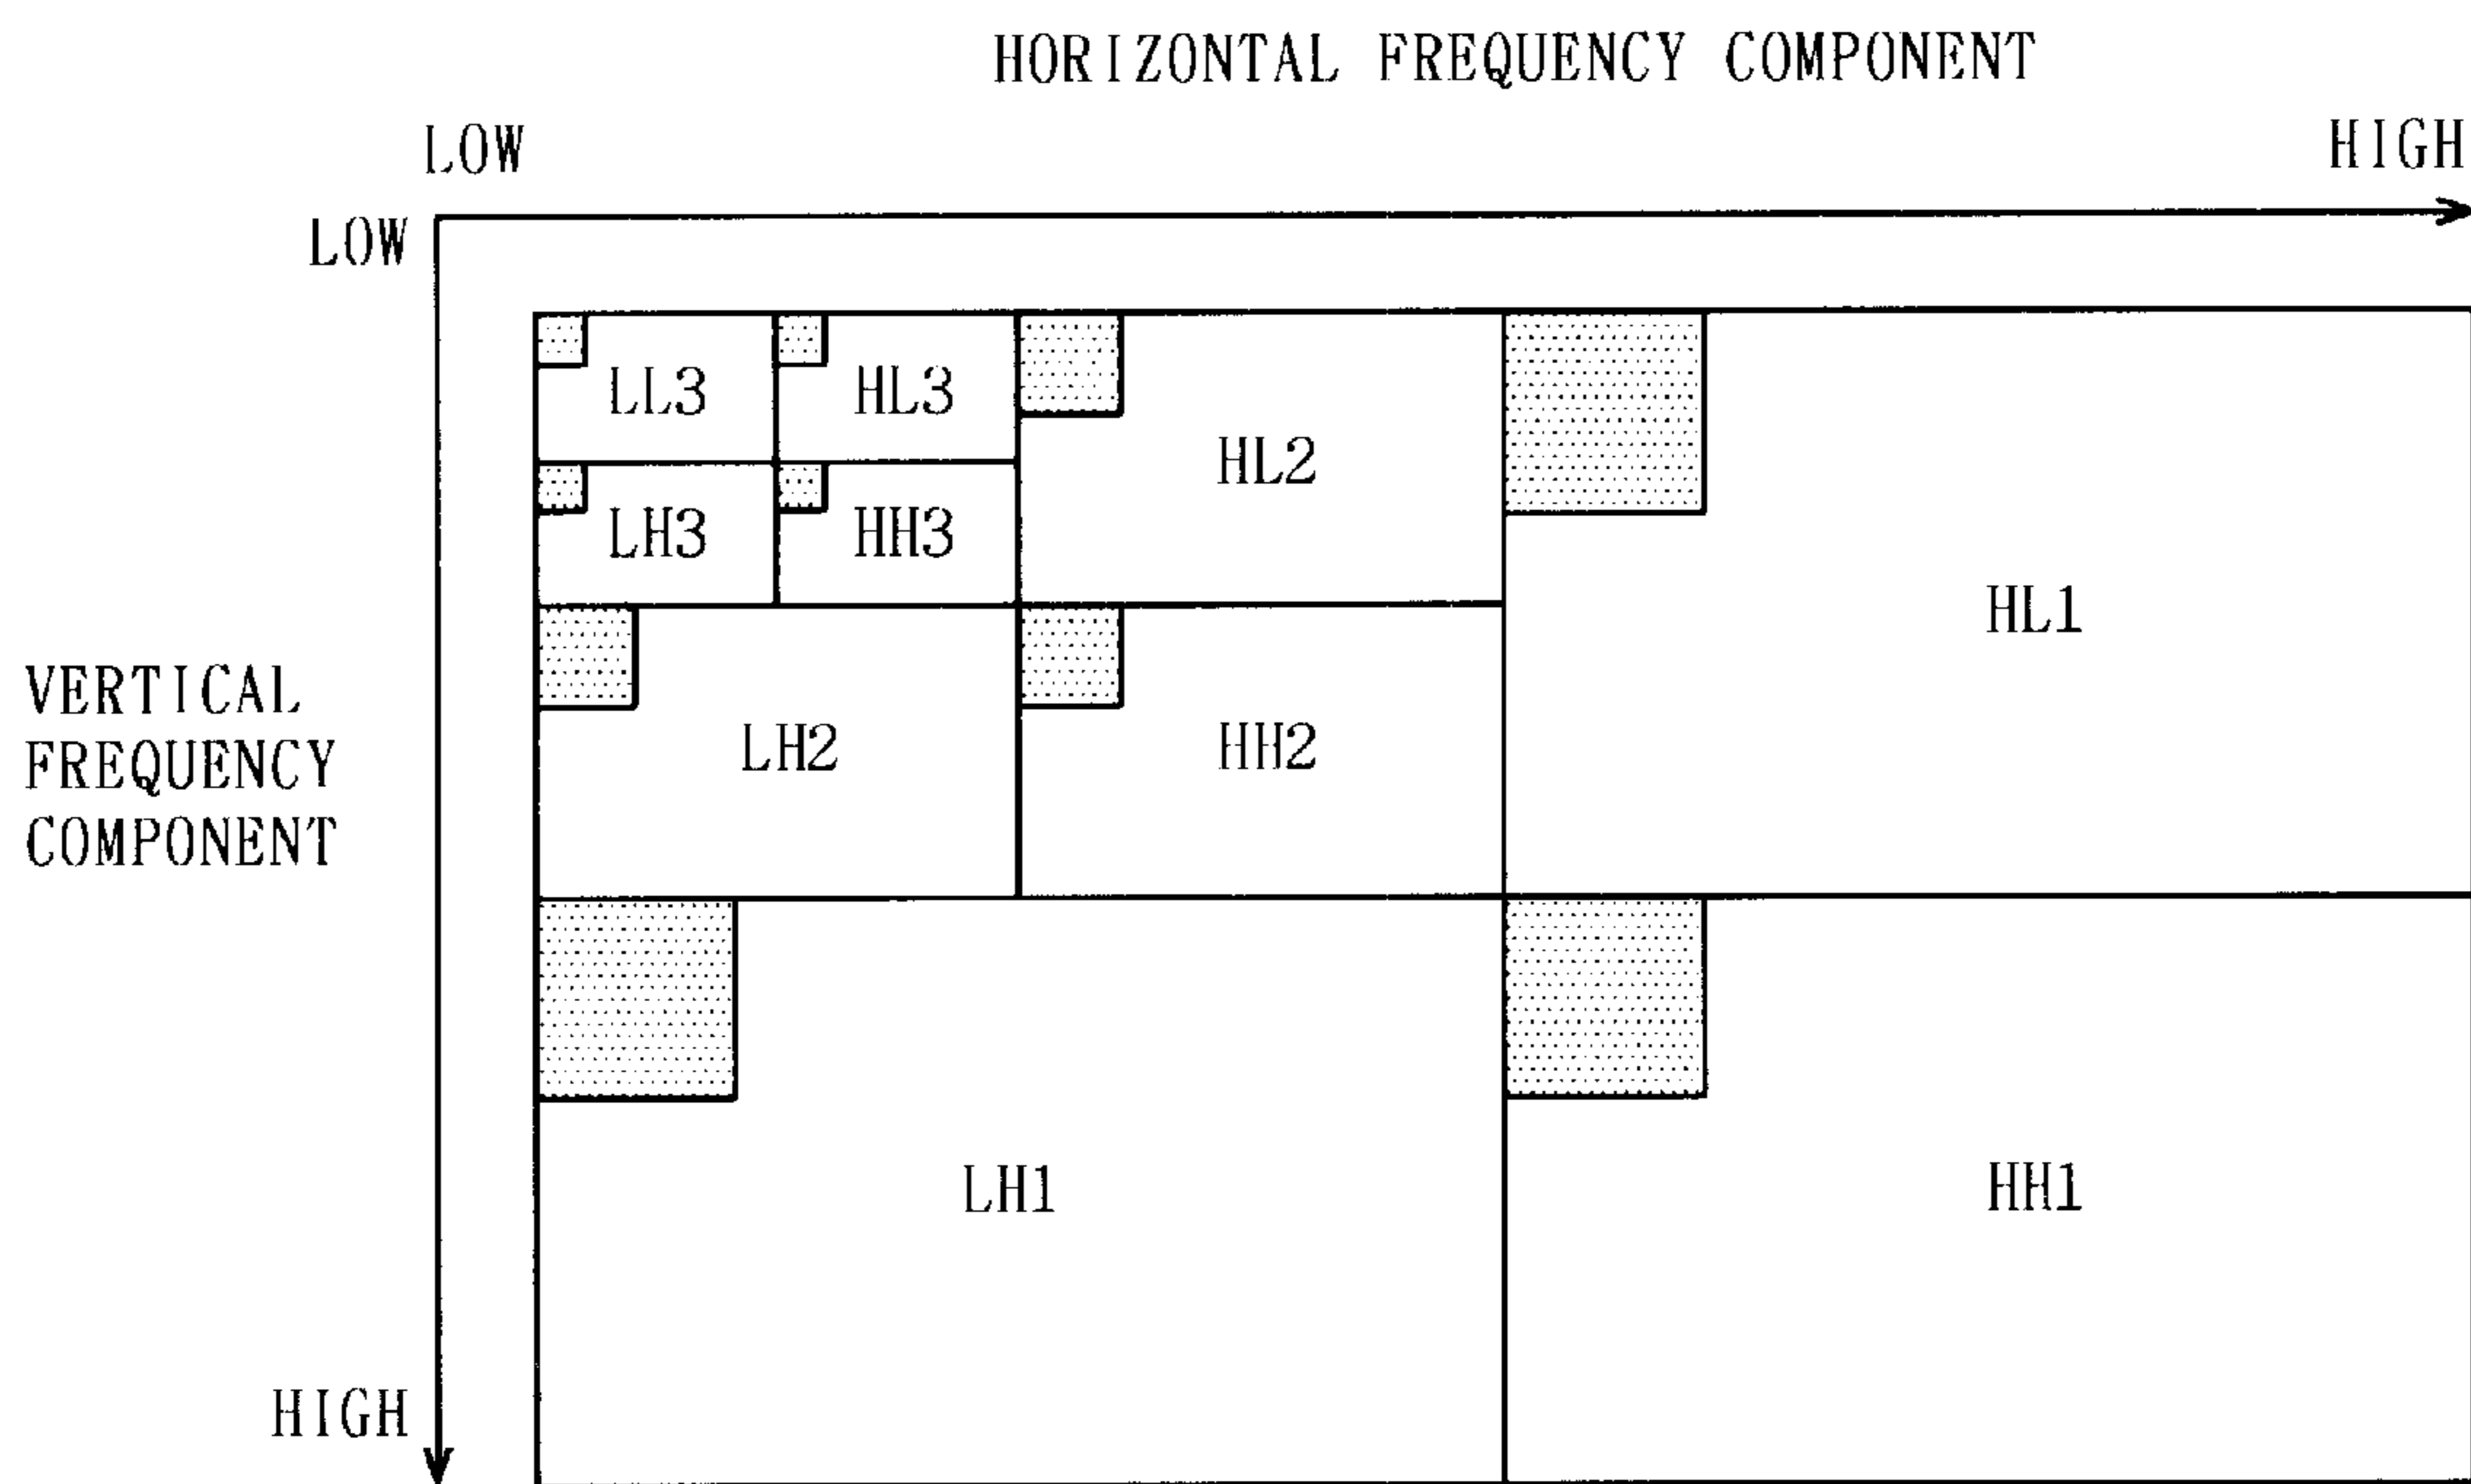 HORIZONTAL FREQUENCY COMPONENT
LOW
HIGH
LOW
LL3
HL3
HL2
LH3
HH3
HL1
VERTICAL
FREQUENCY
COMPONENT
LH2
HH2
LH1
HH1
HIGH